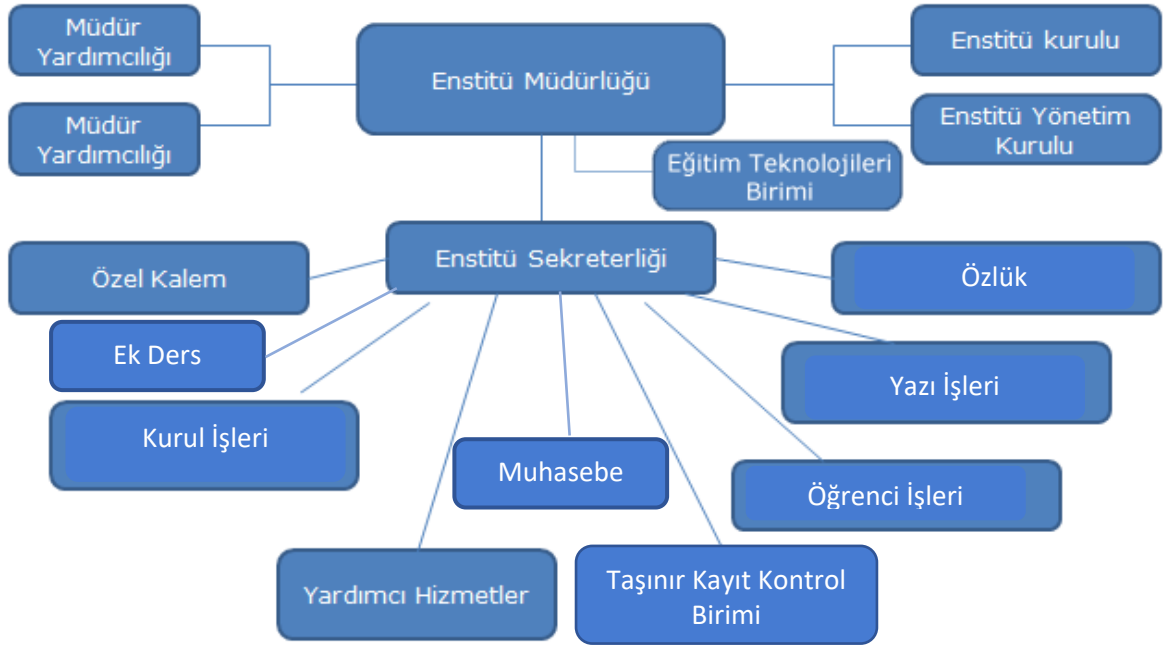 Müdür
Yardımcılığı
Enstitü Müdürlüğü
Enstitü kurulu
Müdür
Yardımcılığı
Enstitü Yönetim
Kurulu
Eğitim Teknolojileri
Birimi
Enstitü Sekreterliği
Özel Kalem
Özlük
Ek Ders
Yazı İşleri
Kurul İşleri
Muhasebe
Öğrenci İşleri
Yardımcı Hizmetler
Taşınır Kayıt Kontrol
Birimi